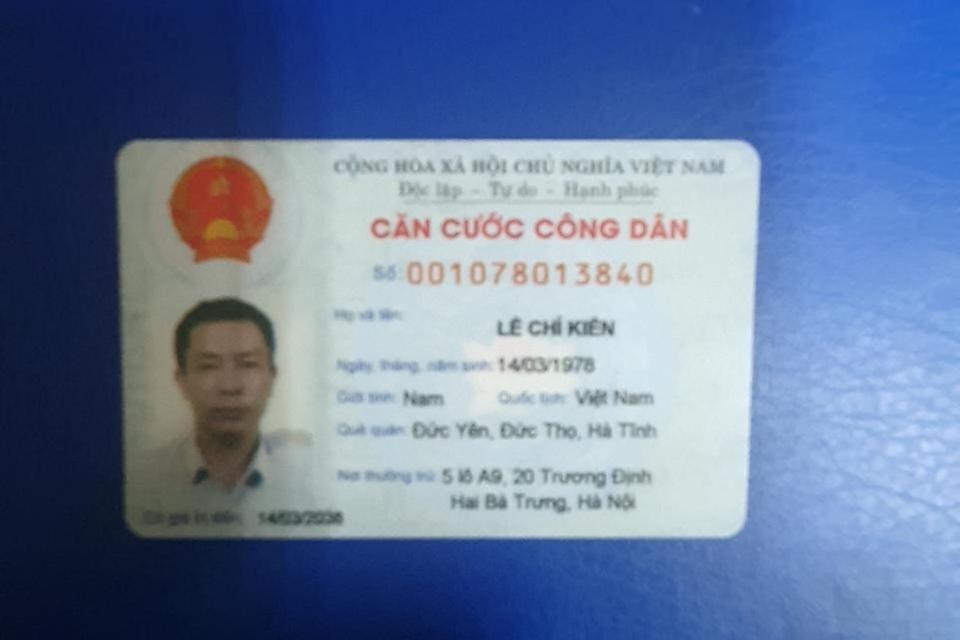 CỘNG HÒA XÃ HỘI CHỦ NGHĨA VIỆT NAM
Độc lập - Tự do - Hạnh phúc
CĂN CƯỚC CÔNG DÂN
Số: 001078013840
Họ và tên:
LÊ CHÍ KIÊN
Ngày, tháng, năm sinh: 14/03/1978
Giới tính: Nam Quốc tịch: Việt Nam
Quê quán: Đức Yên, Đức Thọ, Hà Tĩnh
Nơi thường trú: 5 lô A9, 20 Trương Định
Hai Bà Trưng, Hà Nội
Có giá trị đến: 14/03/2038